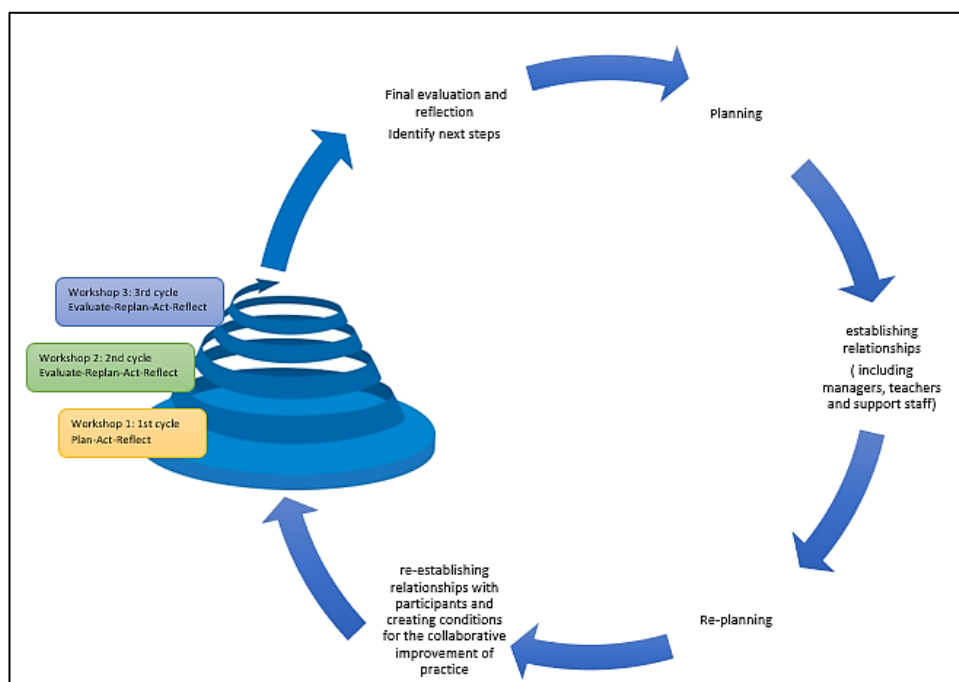 Final evaluation and
reflection
Identify next steps
Planning
establishing
relationships
( including
managers, teachers
and support staff)
Re-planning
re-establishing
relationships with
participants and
creating conditions
for the collaborative
improvement of
practice
Workshop 3: 3rd cycle
Evaluate-Replan-Act-Reflect
Workshop 2: 2nd cycle
Evaluate-Replan-Act-Reflect
Workshop 1: 1st cycle
Plan-Act-Reflect